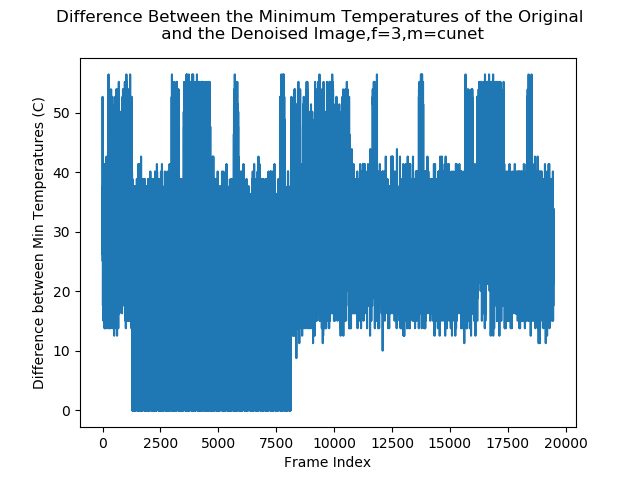 Difference Between the Minimum Temperatures of the Original
and the Denoised Image,f=3,m=cunet
Difference between Min Temperatures (C)
50
40
30
20
10
0
0 2500 5000 7500 10000 12500 15000 17500 20000
Frame Index